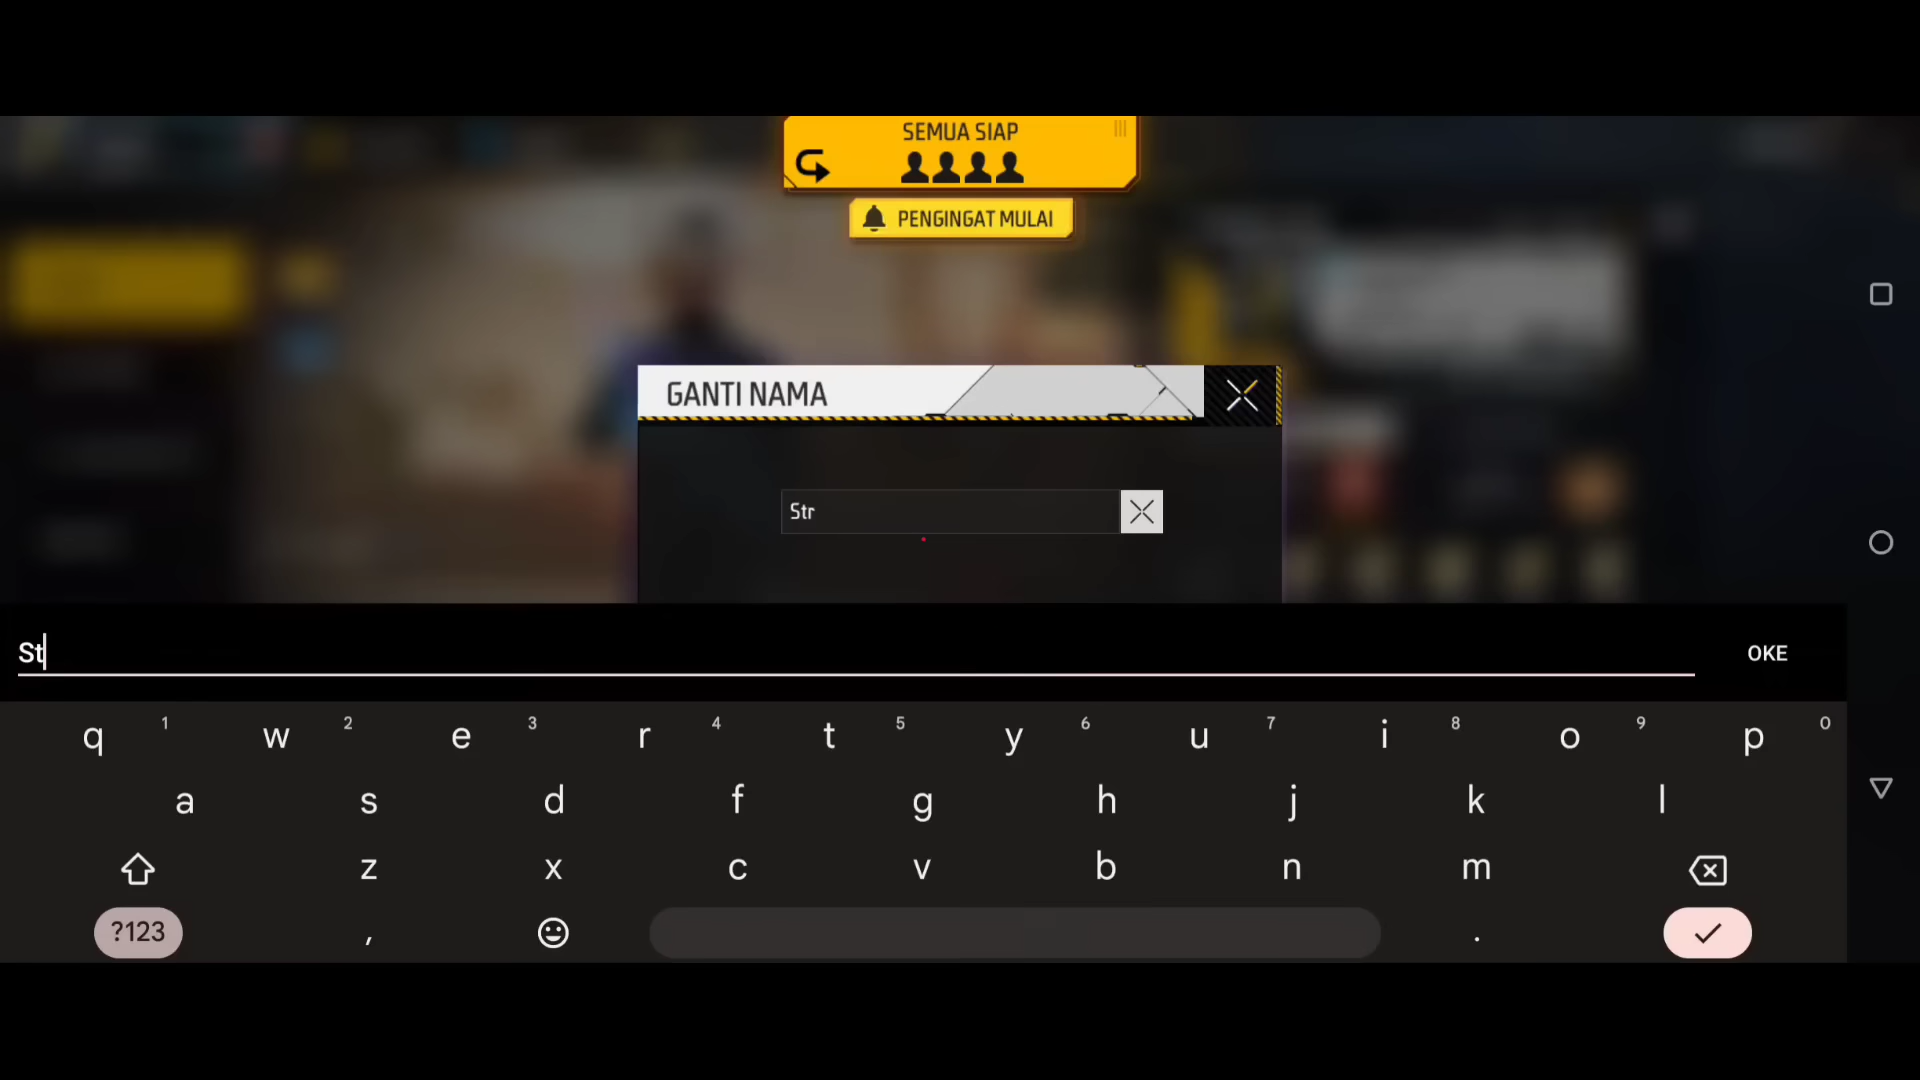 SEMUA SIAP
PENGINGAT MULAI
GANTI NAMA
Str
St
OKE
q 1 w 2 e 3 r 4 t 5 y 6 u 7 i 8 o 9 p 0
a s d f g h j k l
z x c v b n m
?123 , .